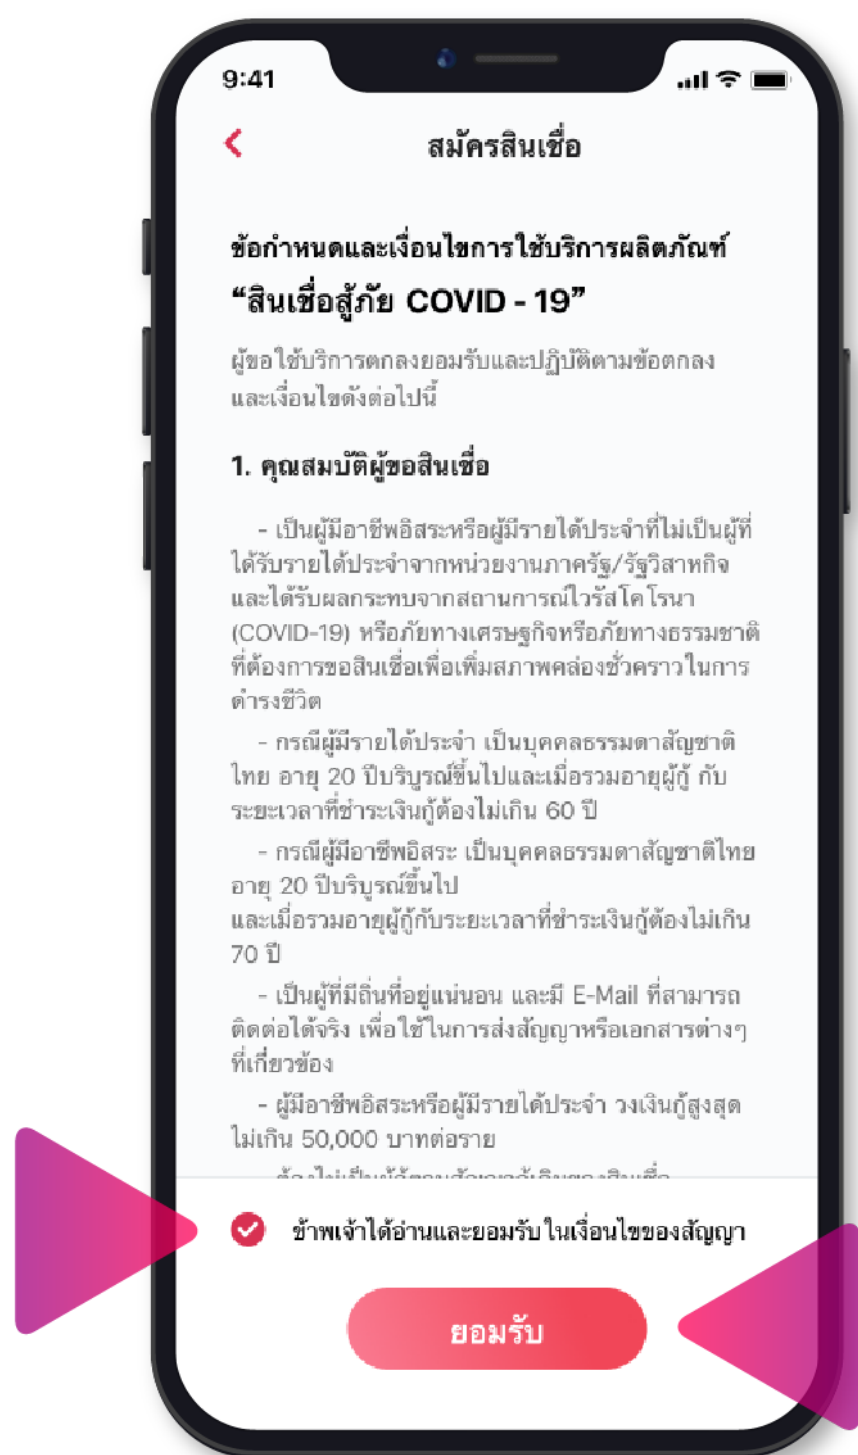 9:41
สมัครสินเชื่อ
ข้อกำหนดและเงื่อนไขการใช้บริการผลิตภัณฑ์
“สินเชื่อสู้ภัย COVID - 19”
ผู้ขอใช้บริการตกลงยอมรับและปฏิบัติตามข้อตกลง
และเงื่อนไขดังต่อไปนี้
1. คุณสมบัติผู้ขอสินเชื่อ
- เป็นผู้มีอาชีพอิสระหรือผู้มีรายได้ประจำที่ไม่เป็นผู้ที่
ได้รับรายได้ประจำจากหน่วยงานภาครัฐ/รัฐวิสาหกิจ
และได้รับผลกระทบจากสถานการณ์ไวรัสโคโรนา
(COVID-19) หรือภัยทางเศรษฐกิจหรือภัยทางธรรมชาติ
ที่ต้องการขอสินเชื่อเพื่อเพิ่มสภาพคล่องชั่วคราวในการ
ดำรงชีวิต
- กรณีผู้มีรายได้ประจำ เป็นบุคคลธรรมดาสัญชาติ
ไทย อายุ 20 ปีบริบูรณ์ขึ้นไปและเมื่อรวมอายุผู้กู้ กับ
ระยะเวลาที่ชำระเงินกู้ต้องไม่เกิน 60 ปี
- กรณีผู้มีอาชีพอิสระ เป็นบุคคลธรรมดาสัญชาติไทย
อายุ 20 ปีบริบูรณ์ขึ้นไป
และเมื่อรวมอายุผู้กู้กับระยะเวลาที่ชำระเงินกู้ต้องไม่เกิน
70 ปี
- เป็นผู้ที่มีถิ่นที่อยู่แน่นอน และมี E-Mail ที่สามารถ
ติดต่อได้จริง เพื่อใช้ในการส่งสัญญาหรือเอกสารต่างๆ
ที่เกี่ยวข้อง
- ผู้มีอาชีพอิสระหรือผู้มีรายได้ประจำ วงเงินกู้สูงสุด
ไม่เกิน 50,000 บาทต่อราย
ข้าพเจ้าได้อ่านและยอมรับในเงื่อนไขของสัญญา
ยอมรับ